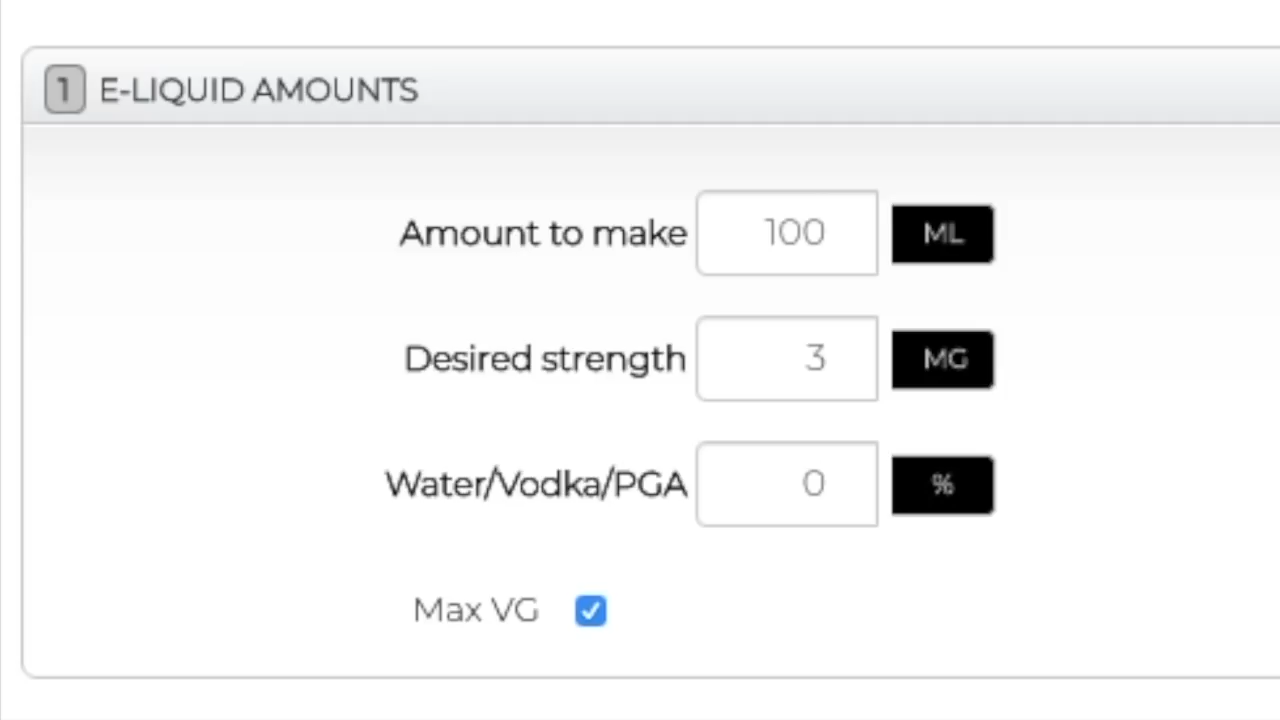 1 E-LIQUID AMOUNTS
Amount to make 100 ML
Desired strength 3 MG
Water/Vodka/PGA 0 %
Max VG